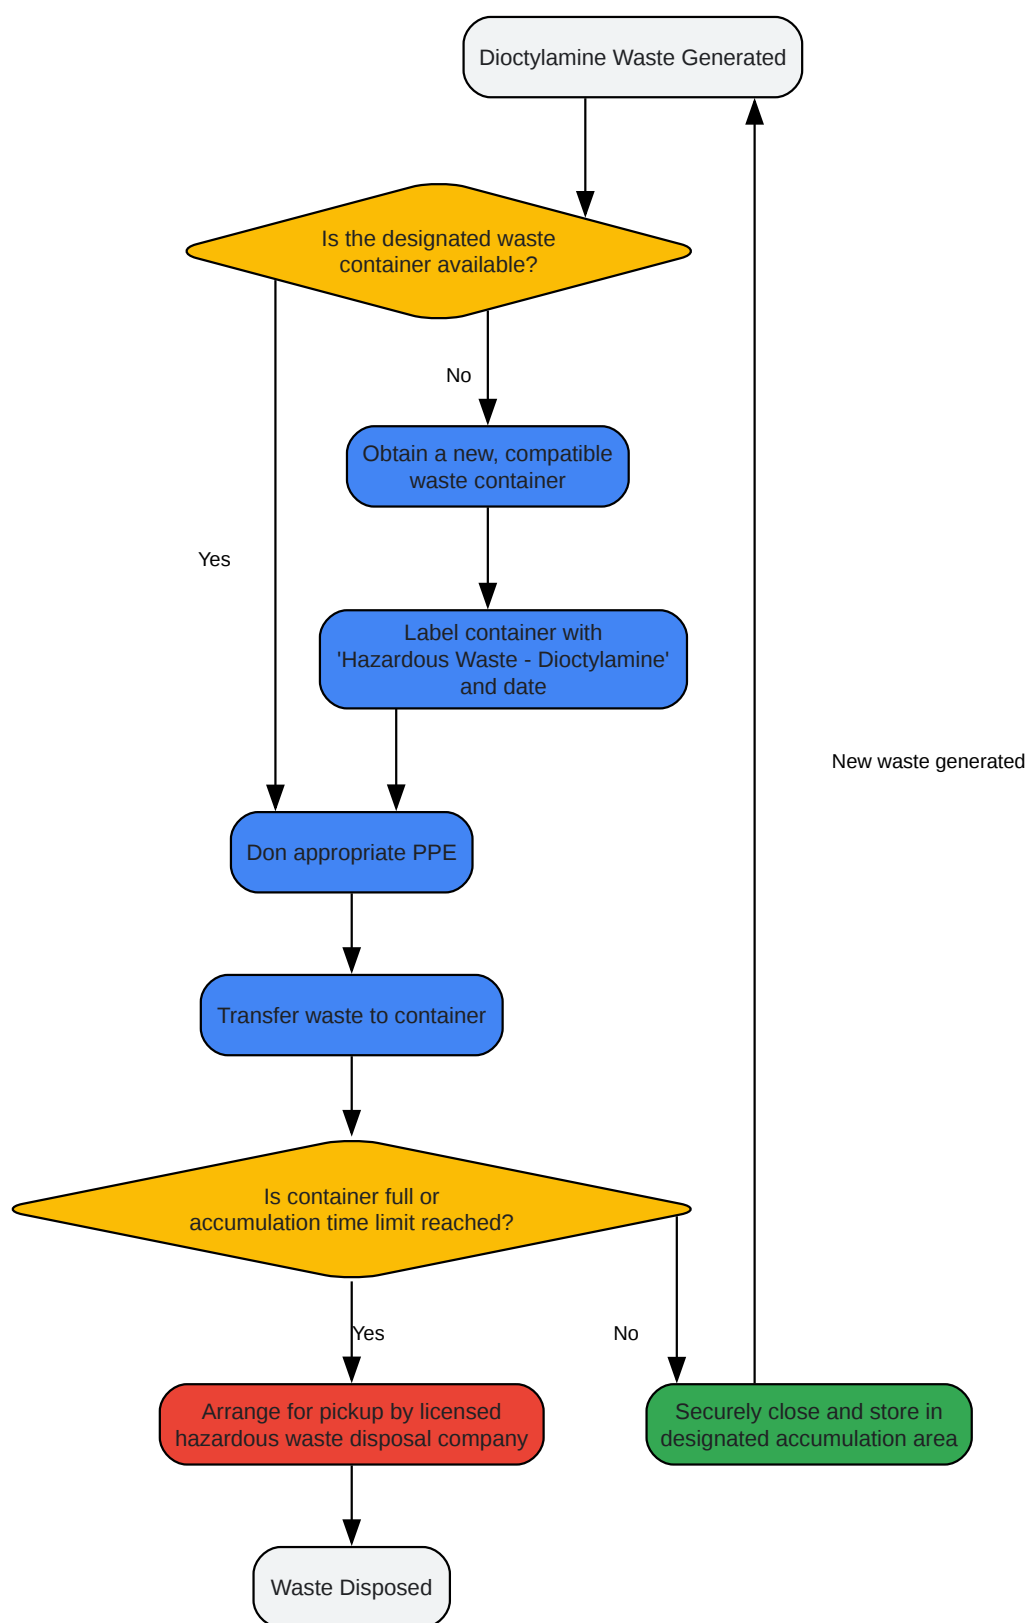 Dioctylamine Waste Generated
Is the designated waste
container available?
No
Obtain a new, compatible
waste container
Yes
Label container with
'Hazardous Waste - Dioctylamine'
and date
New waste generated
Don appropriate PPE
Transfer waste to container
Is container full or
accumulation time limit reached?
Yes
No
Arrange for pickup by licensed
hazardous waste disposal company
Securely close and store in
designated accumulation area
Waste Disposed